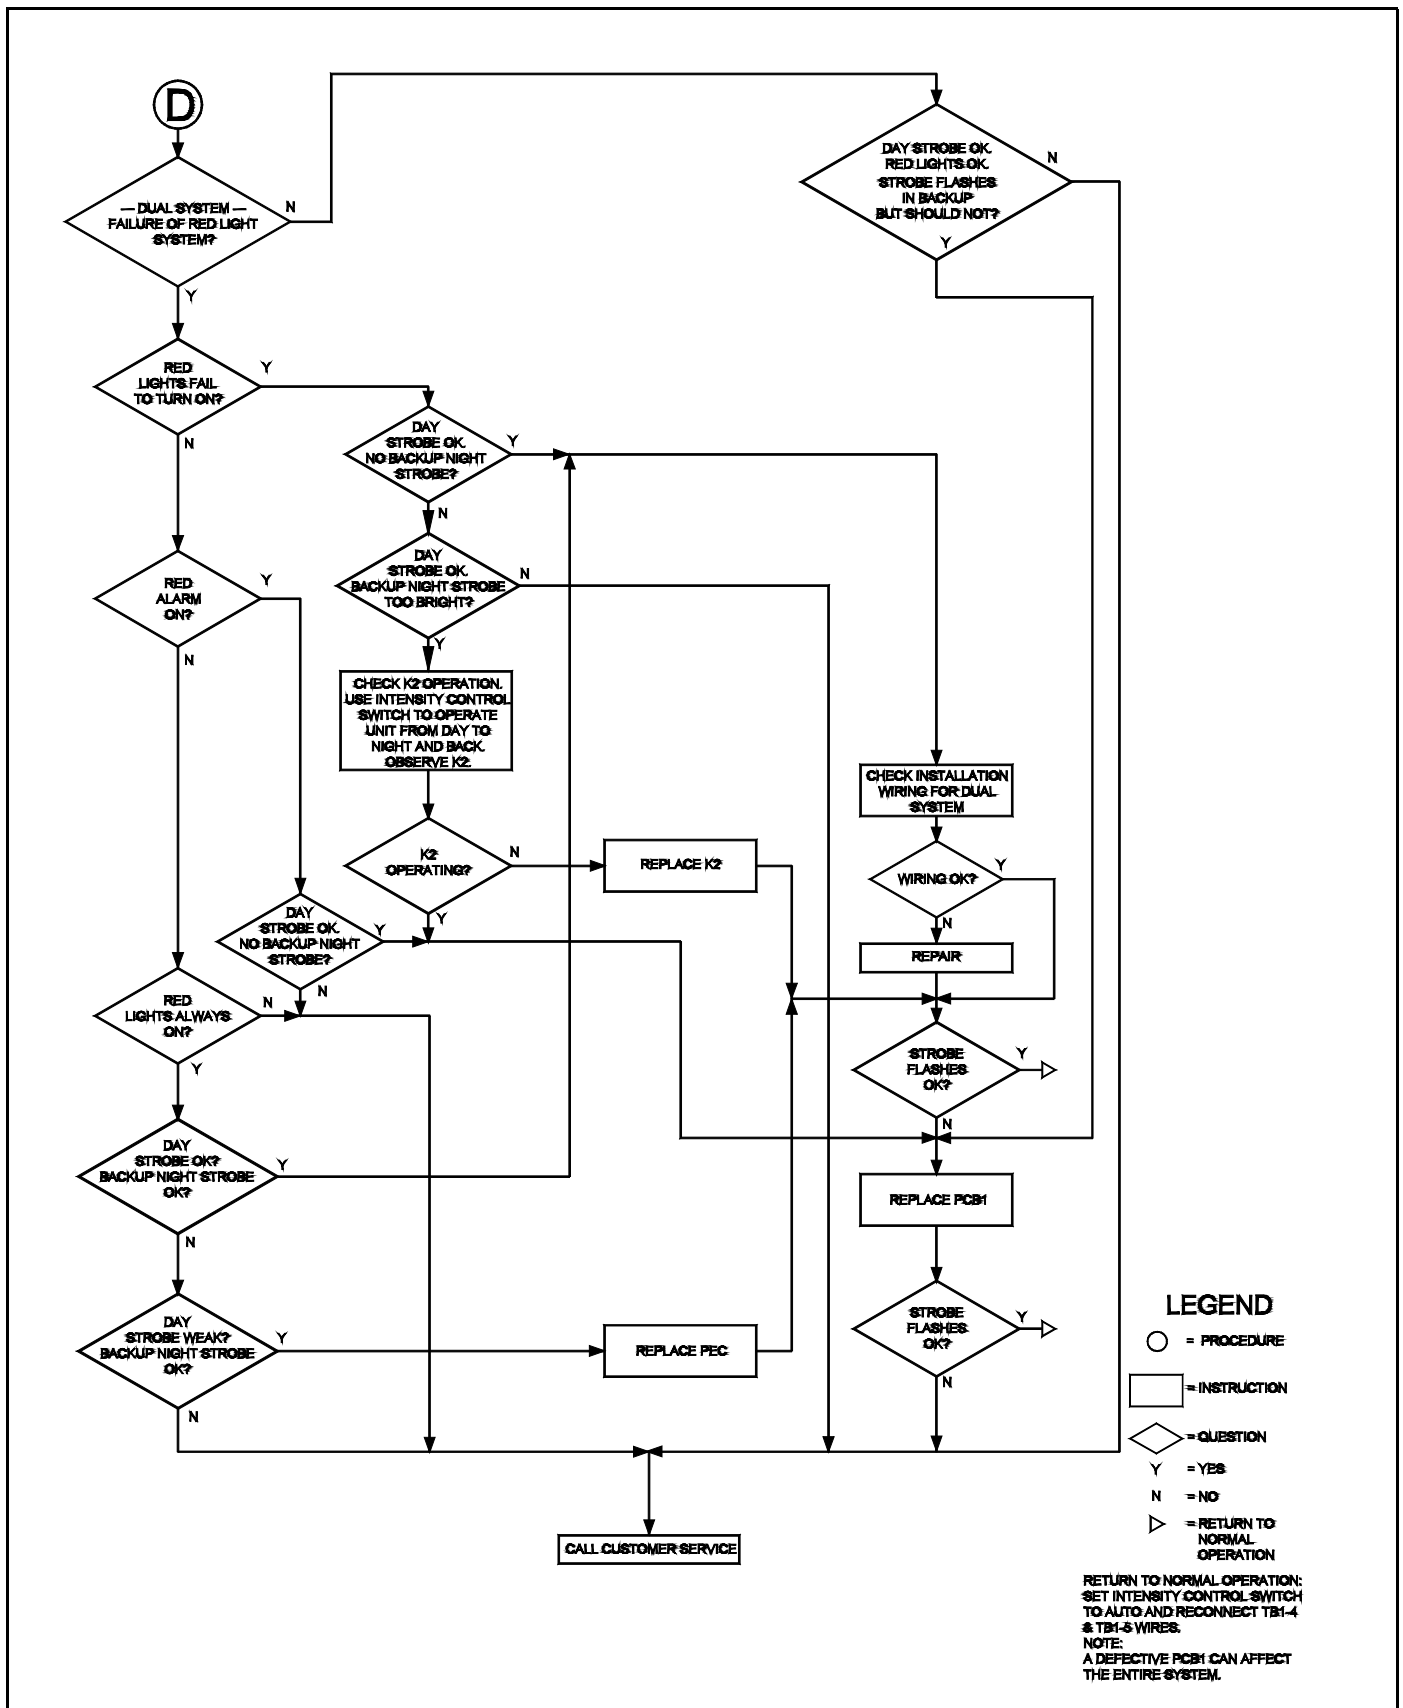 D
— DUAL SYSTEM —
FAILURE OF RED LIGHT
SYSTEM?
N
Y
DAY STROBE OK.
RED LIGHTS OK.
STROBE FLASHES
IN BACKUP
BUT SHOULD NOT?
N
Y
RED
LIGHTS FAIL
TO TURN ON?
Y
N
DAY
STROBE OK.
NO BACKUP NIGHT
STROBE?
Y
N
DAY
STROBE OK.
BACKUP NIGHT STROBE
TOO BRIGHT?
N
Y
RED
ALARM
ON?
Y
N
CHECK K2 OPERATION.
USE INTENSITY CONTROL
SWITCH TO OPERATE
UNIT FROM DAY TO
NIGHT AND BACK.
OBSERVE K2.
CHECK INSTALLATION
WIRING FOR DUAL
SYSTEM
K2
OPERATING?
N
Y
REPLACE K2
WIRING OK?
Y
N
DAY
STROBE OK.
NO BACKUP NIGHT
STROBE?
Y
N
REPAIR
RED
LIGHTS ALWAYS
ON?
N
Y
STROBE
FLASHES
OK?
Y
N
DAY
STROBE OK?
BACKUP NIGHT STROBE
OK?
Y
N
REPLACE PCB1
DAY
STROBE WEAK?
BACKUP NIGHT STROBE
OK?
Y
N
REPLACE PEC
STROBE
FLASHES
OK?
Y
N
CALL CUSTOMER SERVICE
LEGEND
= PROCEDURE
= INSTRUCTION
= QUESTION
Y = YES
N = NO
= RETURN TO
NORMAL
OPERATION
RETURN TO NORMAL OPERATION:
SET INTENSITY CONTROL SWITCH
TO AUTO AND RECONNECT TB1-4
& TB1-5 WIRES.
NOTE:
A DEFECTIVE PCB1 CAN AFFECT
THE ENTIRE SYSTEM.